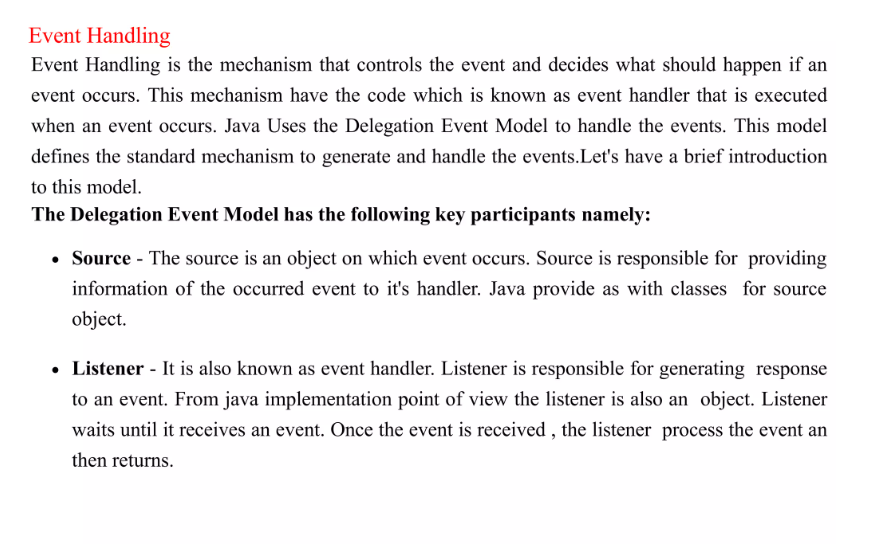 Event Handling
Event Handling is the mechanism that controls the event and decides what should happen if an
event occurs. This mechanism have the code which is known as event handler that is executed
when an event occurs. Java Uses the Delegation Event Model to handle the events. This model
defines the standard mechanism to generate and handle the events.Let's have a brief introduction
to this model.
The Delegation Event Model has the following key participants namely:
• Source - The source is an object on which event occurs. Source is responsible for providing
information of the occurred event to it's handler. Java provide as with classes for source
object.
• Listener - It is also known as event handler. Listener is responsible for generating response
to an event. From java implementation point of view the listener is also an object. Listener
waits until it receives an event. Once the event is received , the listener process the event an
then returns.